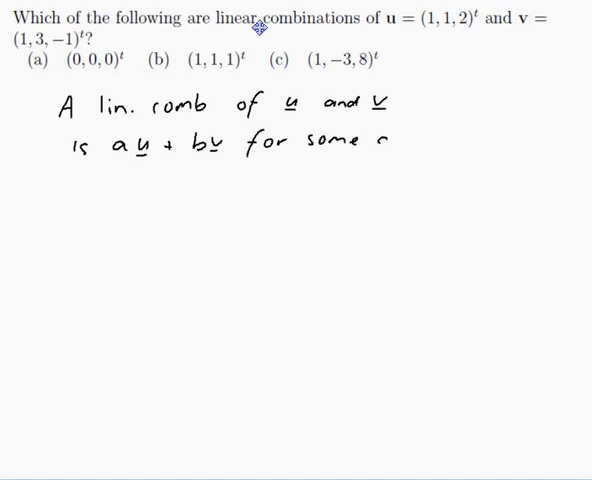 Which of the following are linear combinations of u = (1, 1, 2)ᵗ and v =
(1, 3, −1)ᵗ?
(a) (0, 0, 0)ᵗ (b) (1, 1, 1)ᵗ (c) (1, −3, 8)ᵗ
A lin. comb of u and v
is au + bv for some